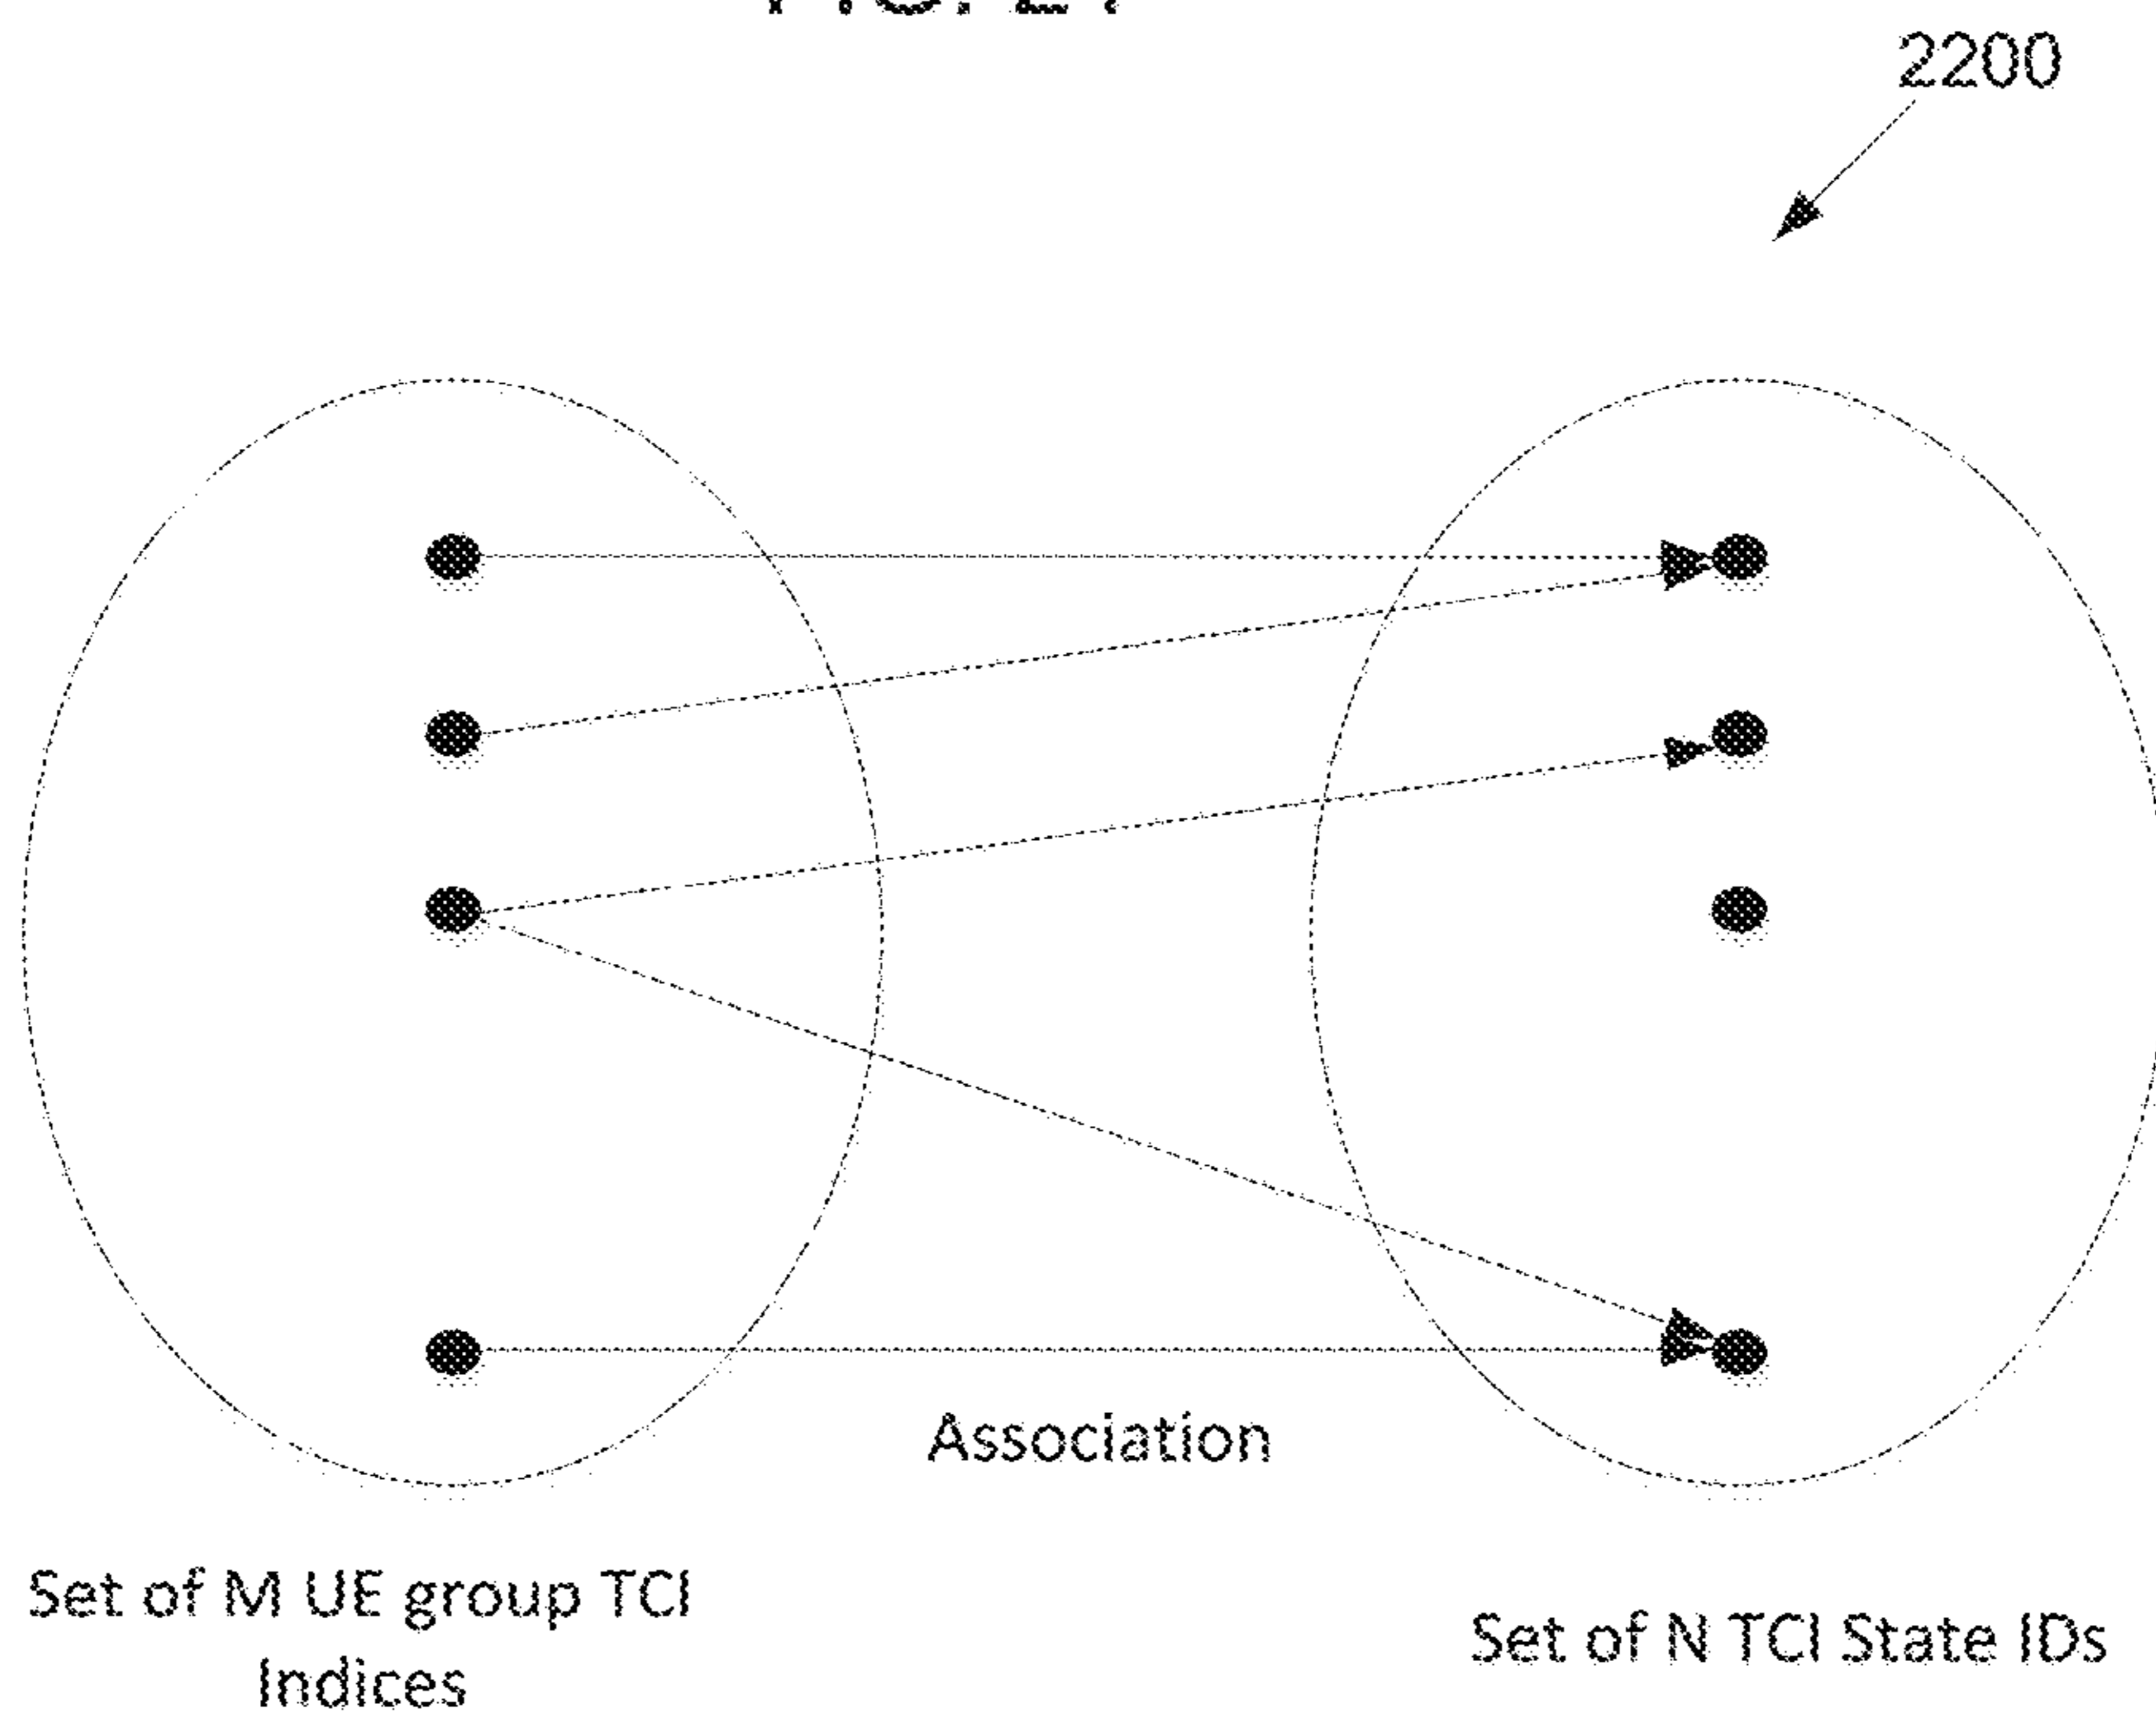 2200
Association
Set of M UE group TCI
Indices
Set of N TCI State IDs